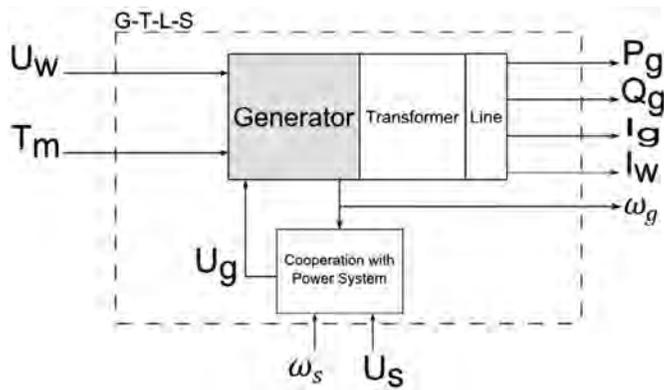 G-T-L-S
Uw
Tm
Generator
Transformer
Line
Pg
Qg
Ig
Iw
ωg
Ug
Cooperation with
Power System
ωs
Us